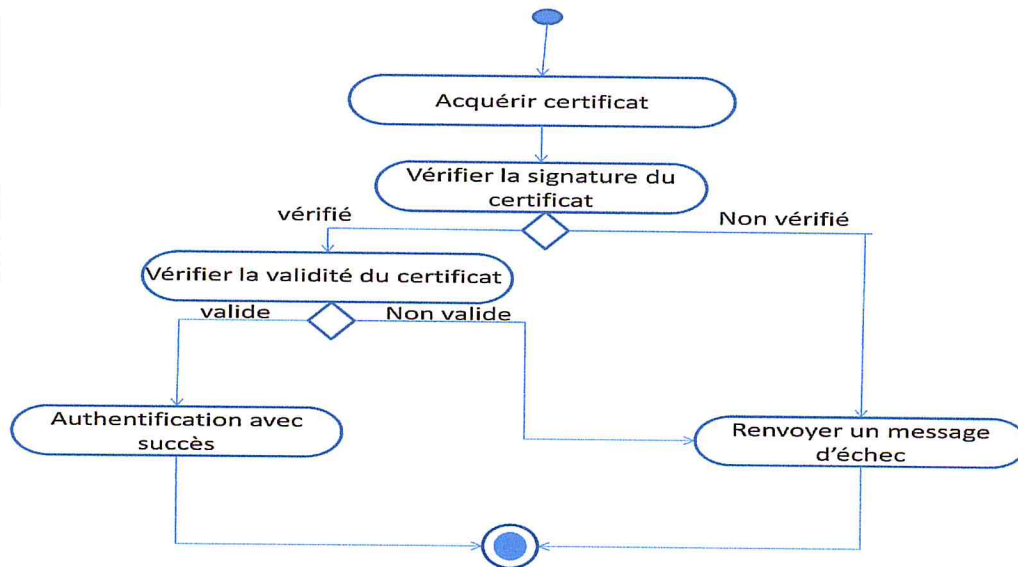 Acquérir certificat
Vérifier la signature du
certificat
vérifié
Non vérifié
Vérifier la validité du certificat
valide
Non valide
Authentification avec
succès
Renvoyer un message
d'échec